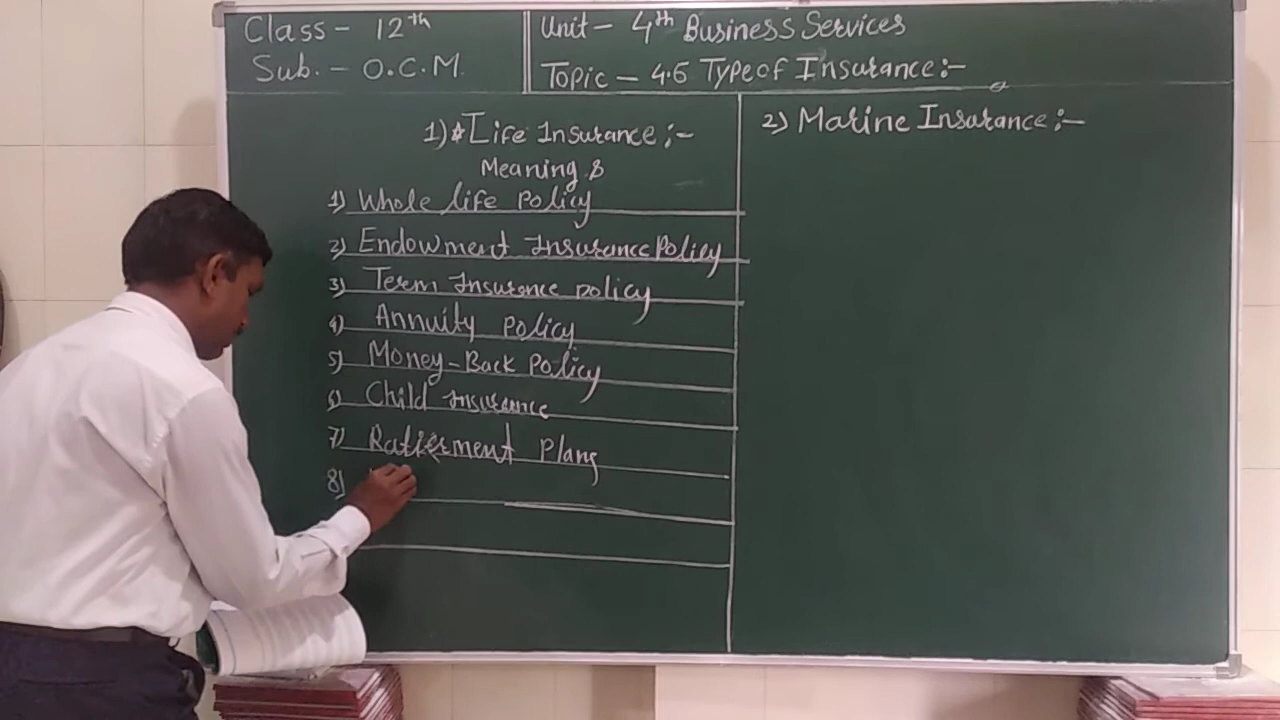 Class - 12th
Sub. - O.C.M.
Unit - 4th Business Services
Topic - 4.5 Type of Insurance :-
1) Life Insurance :-
Meaning &
1) Whole life policy
2) Endowment Insurance Policy
3) Term Insurance policy
4) Annuity policy
5) Money-Back Policy
6) Child Insurance
7) Ratierment Plans
8)
2) Marine Insurance :-